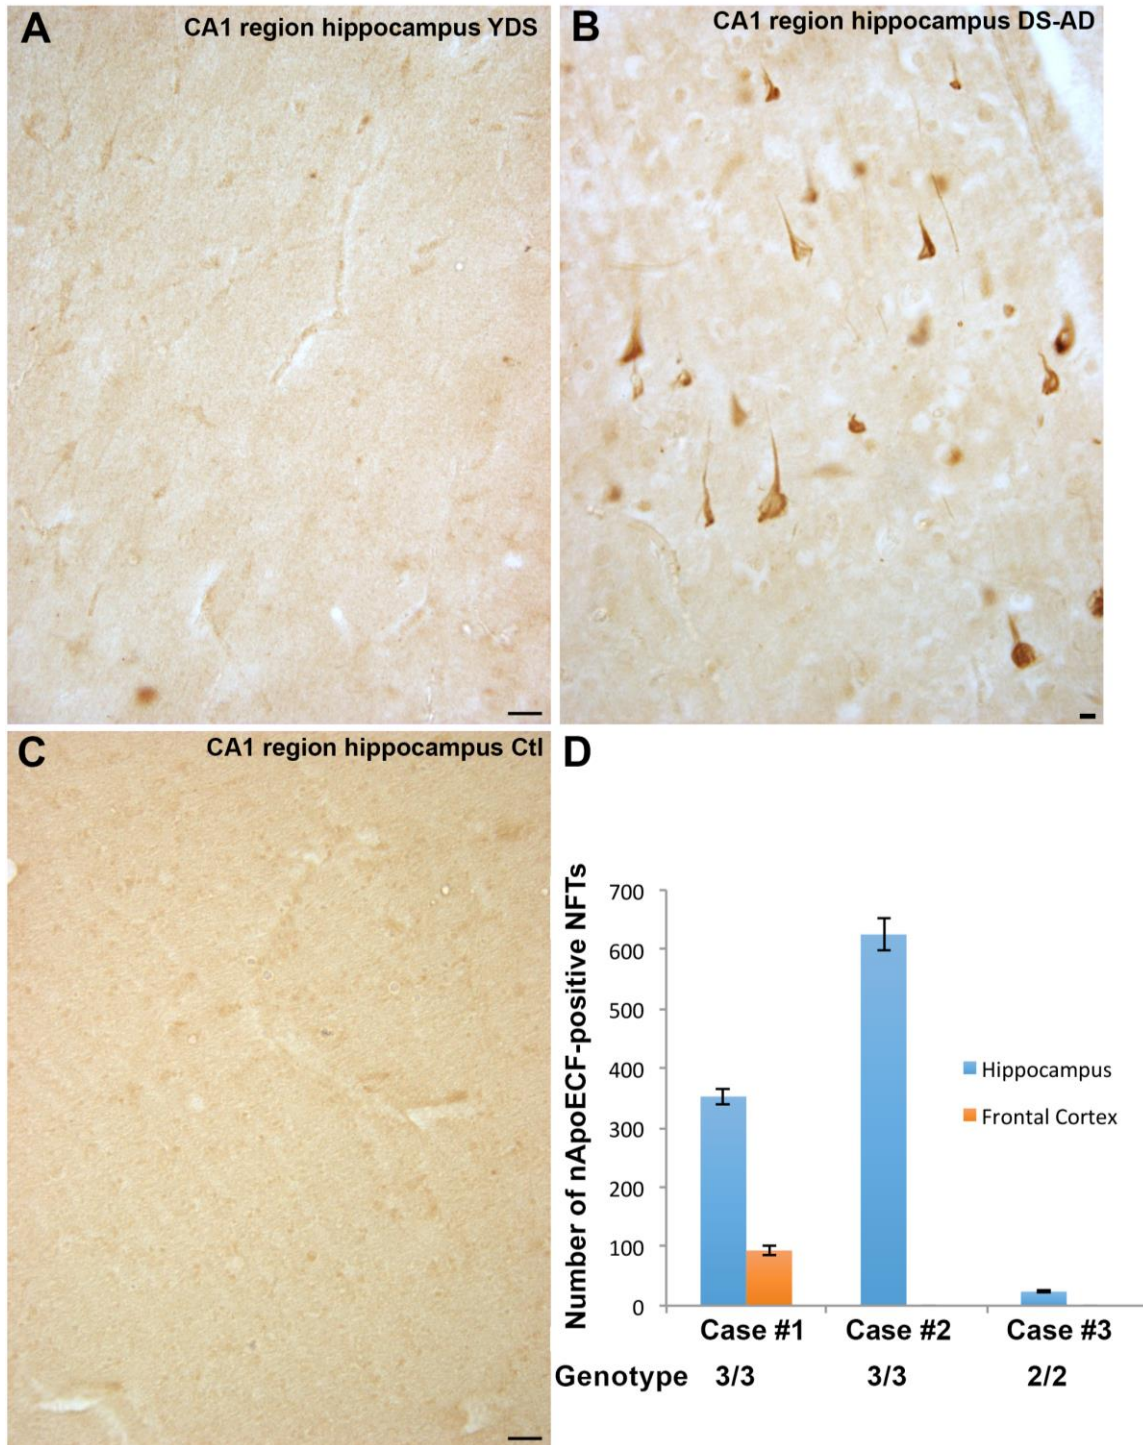 A
CA1 region hippocampus YDS
B
CA1 region hippocampus DS-AD
C
CA1 region hippocampus Ctl
D
Number of nApoECF-positive NFTs
700
600
500
400
300
200
100
0
Hippocampus
Frontal Cortex
Case #1 Case #2 Case #3
Genotype 3/3 3/3 2/2